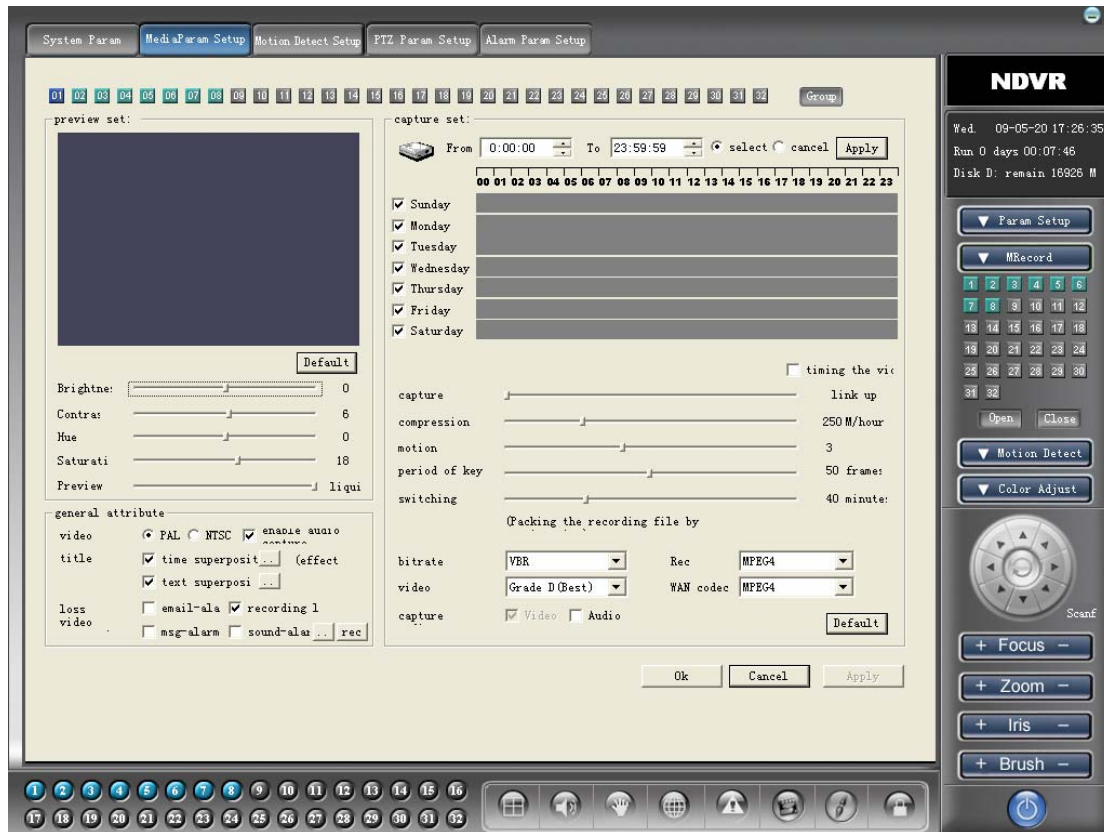 System Param MediaParam Setup Motion Detect Setup PTZ Param Setup Alarm Param Setup
01 02 03 04 05 06 07 08 09 10 11 12 13 14 15 16 17 18 19 20 21 22 23 24 25 26 27 28 29 30 31 32 Group
preview set:
Default
Brightne:
0
Contras
6
Hue
0
Saturati
18
Preview
liqui
general attribute
video PAL NTSC enable audio
title time superposit .. (effect
text superposi ..
loss email-ala recording l
video
msg-alarm sound-alar .. rec
capture set:
From 0:00:00 To 23:59:59 select cancel Apply
00 01 02 03 04 05 06 07 08 09 10 11 12 13 14 15 16 17 18 19 20 21 22 23
Sunday
Monday
Tuesday
Wednesday
Thursday
Friday
Saturday
timing the vic
capture link up
compression 250 M/hour
motion 3
period of key 50 frames
switching 40 minute:
(Packing the recording file by
bitrate VBR Rec MPEG4
video Grade D(Best) WAN codec MPEG4
capture Video Audio
Default
Ok Cancel Apply
NDVR
Wed. 09-05-20 17:26:35
Run 0 days 00:07:46
Disk D: remain 16926 M
Param Setup
MRecord
1 2 3 4 5 6
7 8 9 10 11 12
13 14 15 16 17 18
19 20 21 22 23 24
25 26 27 28 29 30
31 32
Open Close
Motion Detect
Color Adjust
Scanf
+ Focus −
+ Zoom −
+ Iris −
+ Brush −
1 2 3 4 5 6 7 8 9 10 11 12 13 14 15 16
17 18 19 20 21 22 23 24 25 26 27 28 29 30 31 32